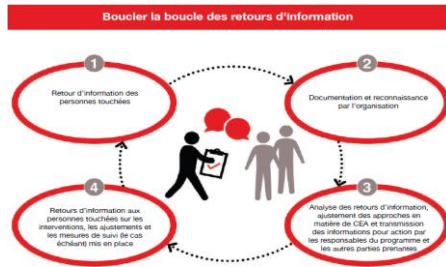 Boucler la boucle des retours d'information
1
Retour d'information des
personnes touchées
2
Documentation et reconnaissance
par l'organisation
3
Analyse des retours d'information,
ajustement des approches en
matière de CEA et transmission
des informations pour action par
les responsables du programme et
les autres parties prenantes
4
Retours d'information aux
personnes touchées sur les
interventions, les ajustements et
les mesures de suivi (le cas
échéant) mis en place